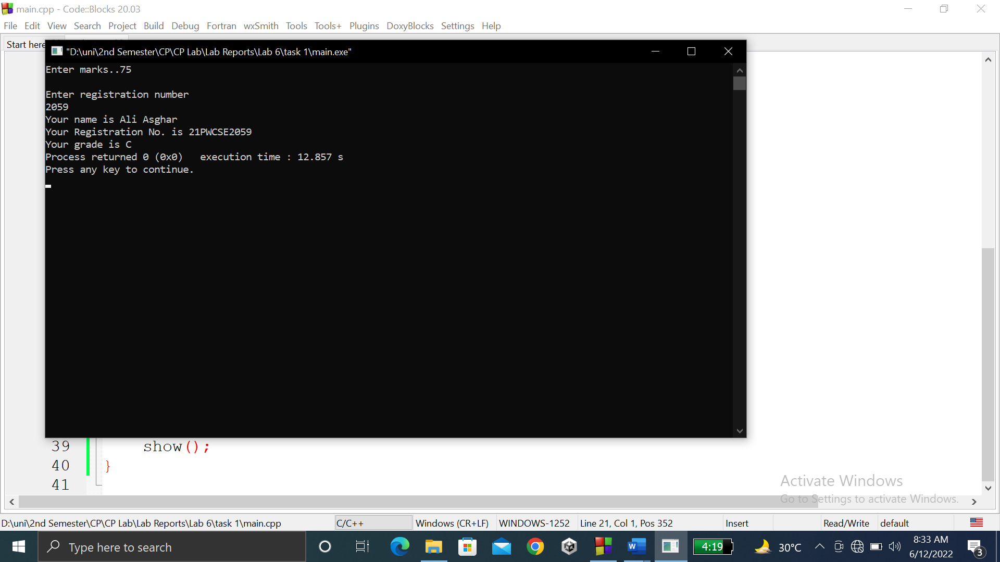 main.cpp - Code::Blocks 20.03
File Edit View Search Project Build Debug Fortran wxSmith Tools Tools+ Plugins DoxyBlocks Settings Help
Start here
"D:\uni\2nd Semester\CP\CP Lab\Lab Reports\Lab 6\task 1\main.exe"
Enter marks..75
Enter registration number
2059
Your name is Ali Asghar
Your Registration No. is 21PWCSE2059
Your grade is C
Process returned 0 (0x0)   execution time : 12.857 s
Press any key to continue.
39 show();
40 }
41
Activate Windows
Go to Settings to activate Windows.
D:\uni\2nd Semester\CP\CP Lab\Lab Reports\Lab 6\task 1\main.cpp C/C++ Windows (CR+LF) WINDOWS-1252 Line 21, Col 1, Pos 352 Insert Read/Write default
Type here to search W 4:19 30°C 8:33 AM
6/12/2022 3